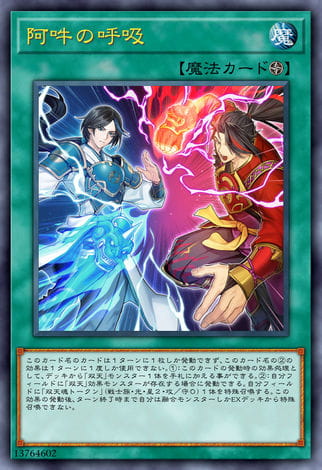 阿吽の呼吸
魔
【魔法カード】
このカード名のカードは1ターンに1枚しか発動できず、このカード名の②の
効果は1ターンに1度しか使用できない。①:このカードの発動時の効果処理と
して、デッキから「双天」モンスター1体を手札に加える事ができる。②:自分フ
ィールドに「双天」効果モンスターが存在する場合に発動できる。自分フィールド
に「双天魂トークン」(戦士族・光・星2・攻/守0)1体を特殊召喚する。こ
の効果の発動後、ターン終了時まで自分は融合モンスターしかEXデッキから特殊
召喚できない。
13764602